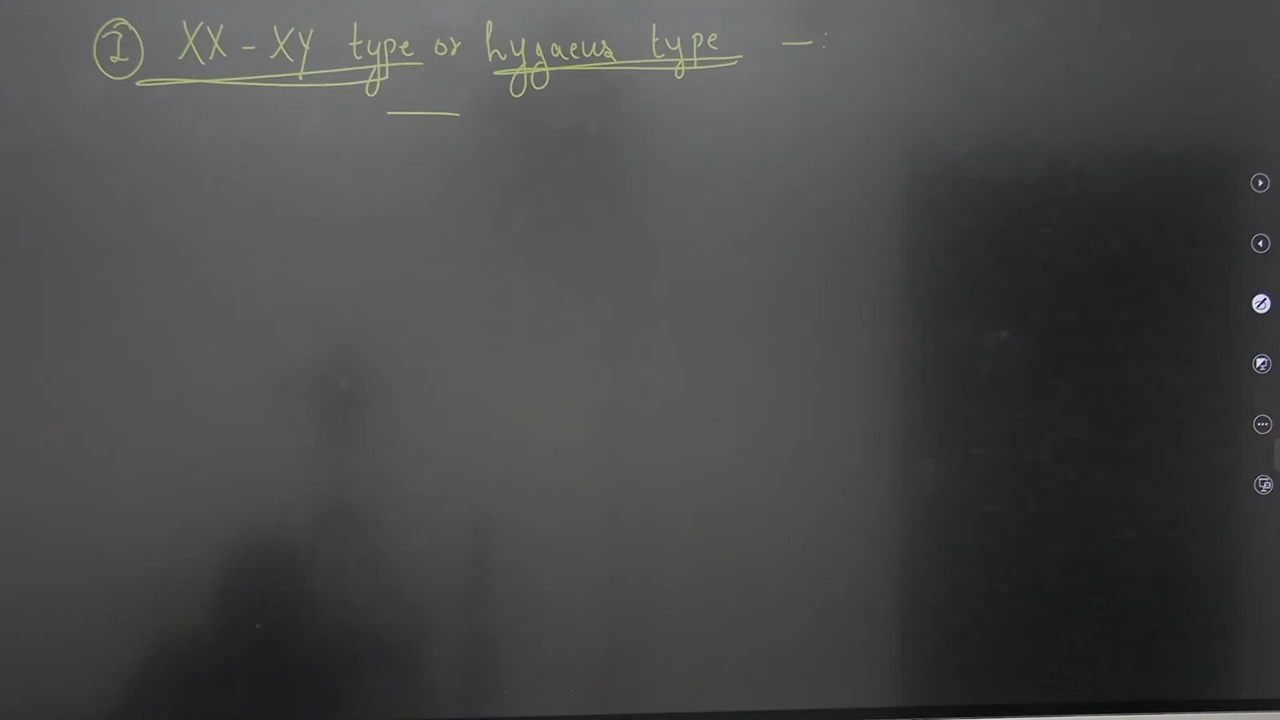 ① XX - XY type or hygaeus type —: